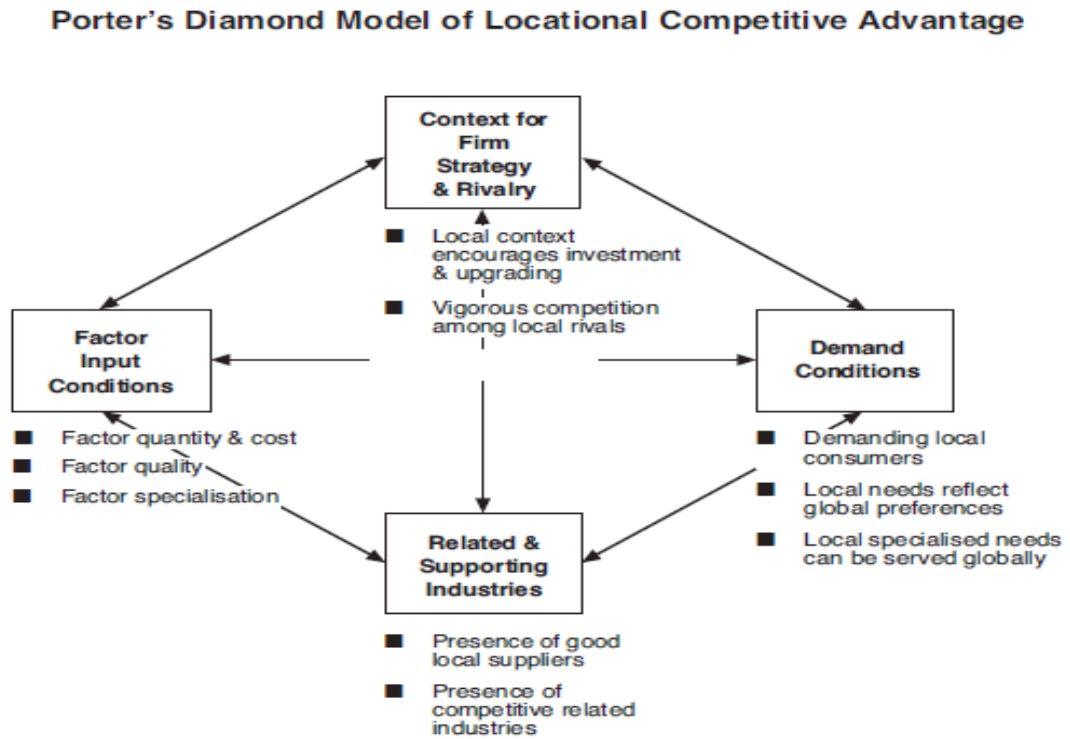 Porter's Diamond Model of Locational Competitive Advantage
Context for
Firm
Strategy
& Rivalry
■ Local context
encourages investment
& upgrading
■ Vigorous competition
among local rivals
Factor
Input
Conditions
■ Factor quantity & cost
■ Factor quality
■ Factor specialisation
Demand
Conditions
■ Demanding local
consumers
■ Local needs reflect
global preferences
■ Local specialised needs
can be served globally
Related &
Supporting
Industries
■ Presence of good
local suppliers
■ Presence of
competitive related
industries